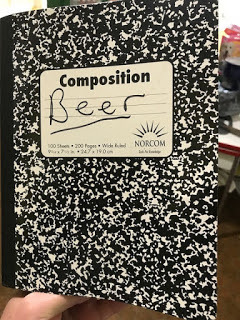 Composition
Beer
100 Sheets • 200 Pages • Wide Ruled
9¾ x 7½ in. • 24.7 x 19.0 cm
NORCOM